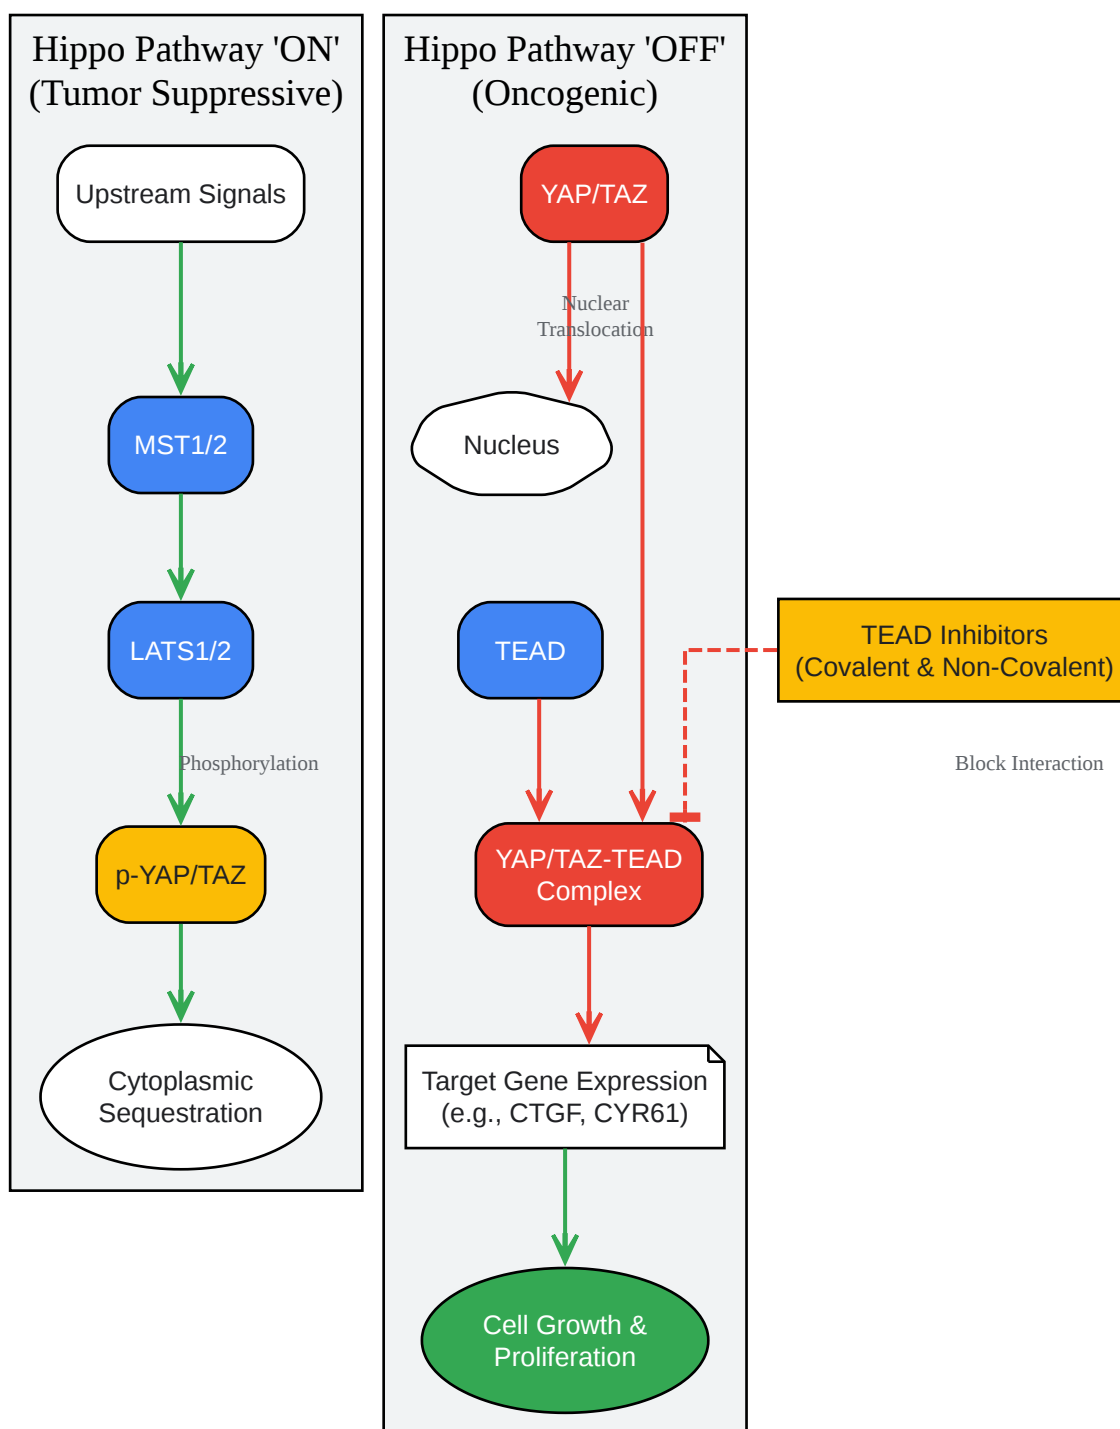 Hippo Pathway 'ON'
(Tumor Suppressive)
Upstream Signals
MST1/2
LATS1/2
Phosphorylation
p-YAP/TAZ
Cytoplasmic
Sequestration
Hippo Pathway 'OFF'
(Oncogenic)
YAP/TAZ
Nuclear
Translocation
Nucleus
TEAD
YAP/TAZ-TEAD
Complex
Target Gene Expression
(e.g., CTGF, CYR61)
Cell Growth &
Proliferation
TEAD Inhibitors
(Covalent & Non-Covalent)
Block Interaction